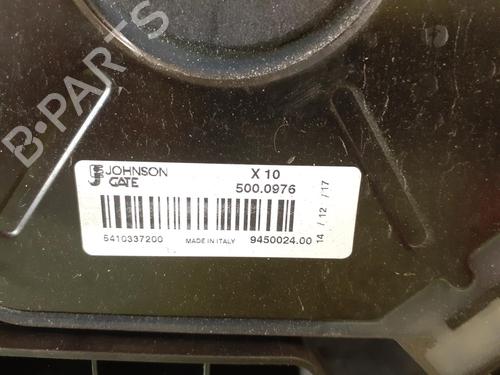 B-PARTS
JOHNSON X 10
GATE 500.0976
5410337200 MADE IN ITALY 9450024.00
14 / 12 / 17